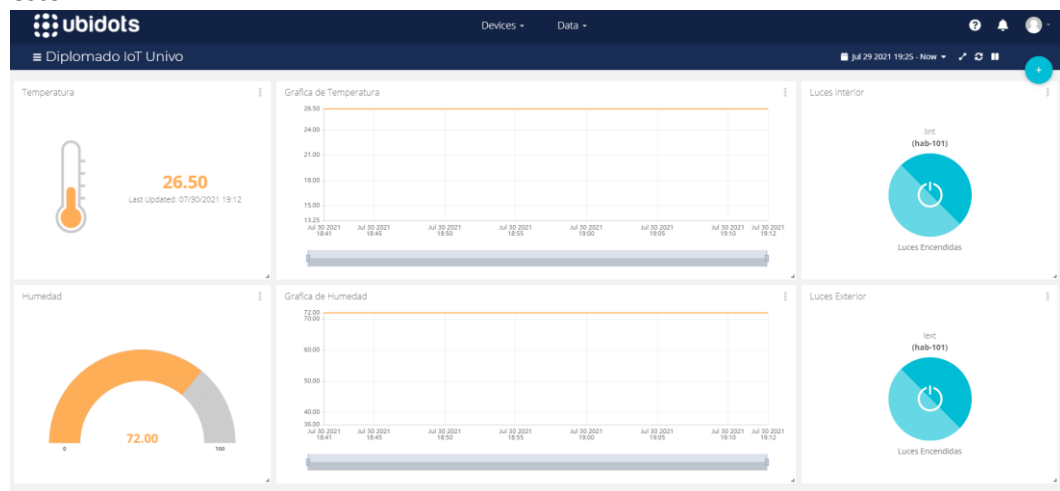 ubidots
Devices
Data
Diplomado IoT Univo
Jul 29 2021 19:25 - Now
Temperatura
26.50
Last Updated: 07/30/2021 19:12
Grafica de Temperatura
26.50
24.00
21.00
18.00
15.00
13.25
Jul 30 2021 18:41
Jul 30 2021 18:45
Jul 30 2021 18:50
Jul 30 2021 18:55
Jul 30 2021 19:00
Jul 30 2021 19:05
Jul 30 2021 19:10
Jul 30 2021 19:12
Luces Interior
lint
(hab-101)
Luces Encendidas
Humedad
72.00
0
100
Grafica de Humedad
72.00
70.00
60.00
50.00
40.00
36.00
Jul 30 2021 18:41
Jul 30 2021 18:45
Jul 30 2021 18:50
Jul 30 2021 18:55
Jul 30 2021 19:00
Jul 30 2021 19:05
Jul 30 2021 19:10
Jul 30 2021 19:12
Luces Exterior
lext
(hab-101)
Luces Encendidas